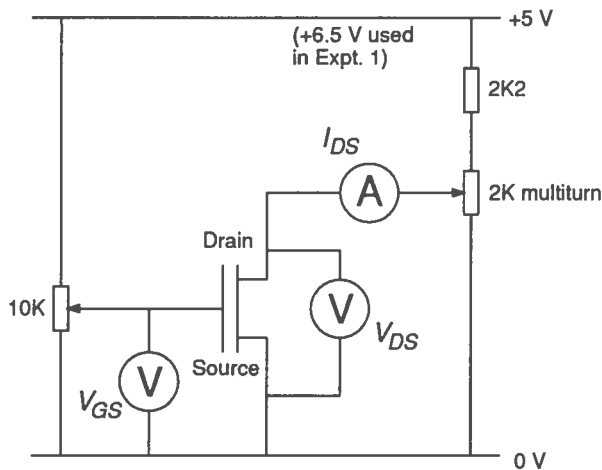 +5 V
(+6.5 V used
in Expt. 1)
2K2
I_DS
A
2K multiturn
Drain
10K
V
V_DS
Source
V
V_GS
0 V